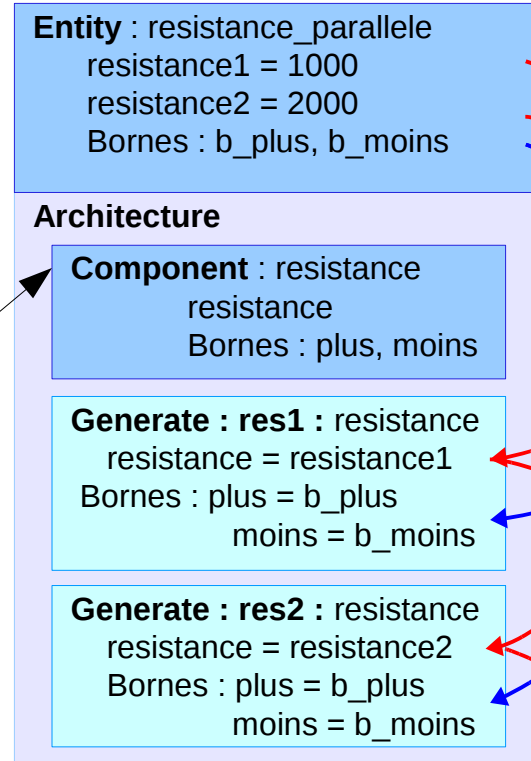 Entity : resistance_parallele
resistance1 = 1000
resistance2 = 2000
Bornes : b_plus, b_moins
Architecture
Component : resistance
resistance
Bornes : plus, moins
Generate : res1 : resistance
resistance = resistance1
Bornes : plus = b_plus
moins = b_moins
Generate : res2 : resistance
resistance = resistance2
Bornes : plus = b_plus
moins = b_moins